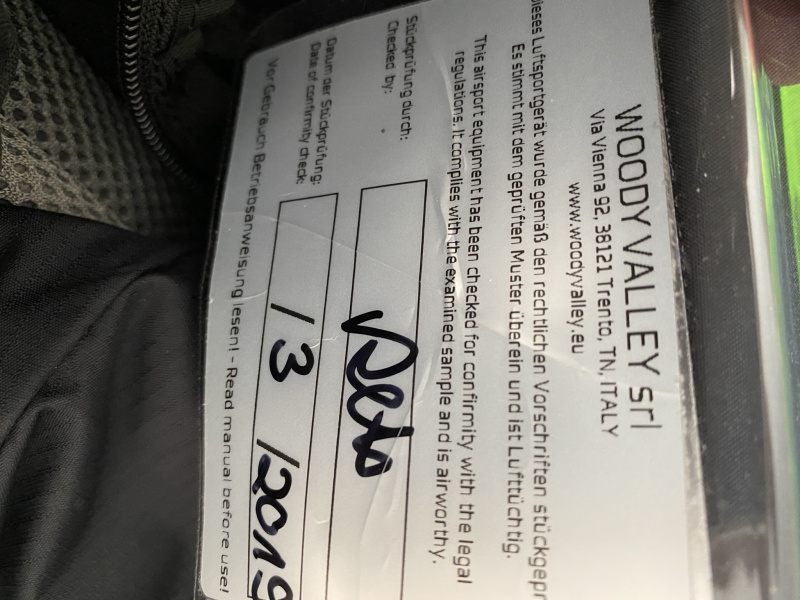 WOODY VALLEY srl
Via Vienna 92, 38121 Trento, TN, ITALY
www.woodyvalley.eu
Dieses Luftsportgerät wurde gemäß den rechtlichen Vorschriften stückgepr
Es stimmt mit dem geprüften Muster überein und ist Lufttüchtig.
This airsport equipment has been checked for confirmity with the legal
regulations. It complies with the examined sample and is airworthy.
Stückprüfung durch:
Checked by:
Datum der Stückprüfung:
Date of confirmity check:
/ 3 /2019
Vor Gebrauch Betriebsanweisung lesen! - Read manual before use!